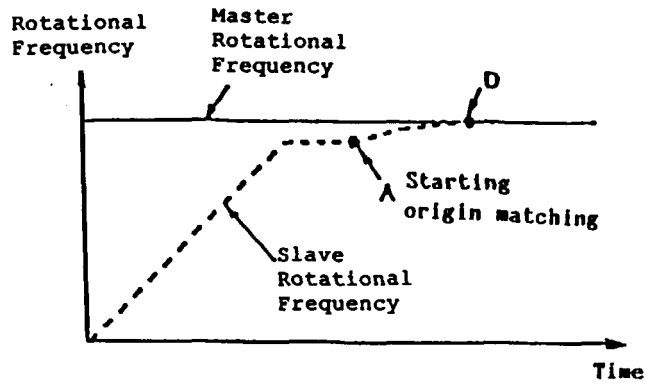 Rotational
Frequency
Master
Rotational
Frequency
D
A
Starting
origin matching
Slave
Rotational
Frequency
Time